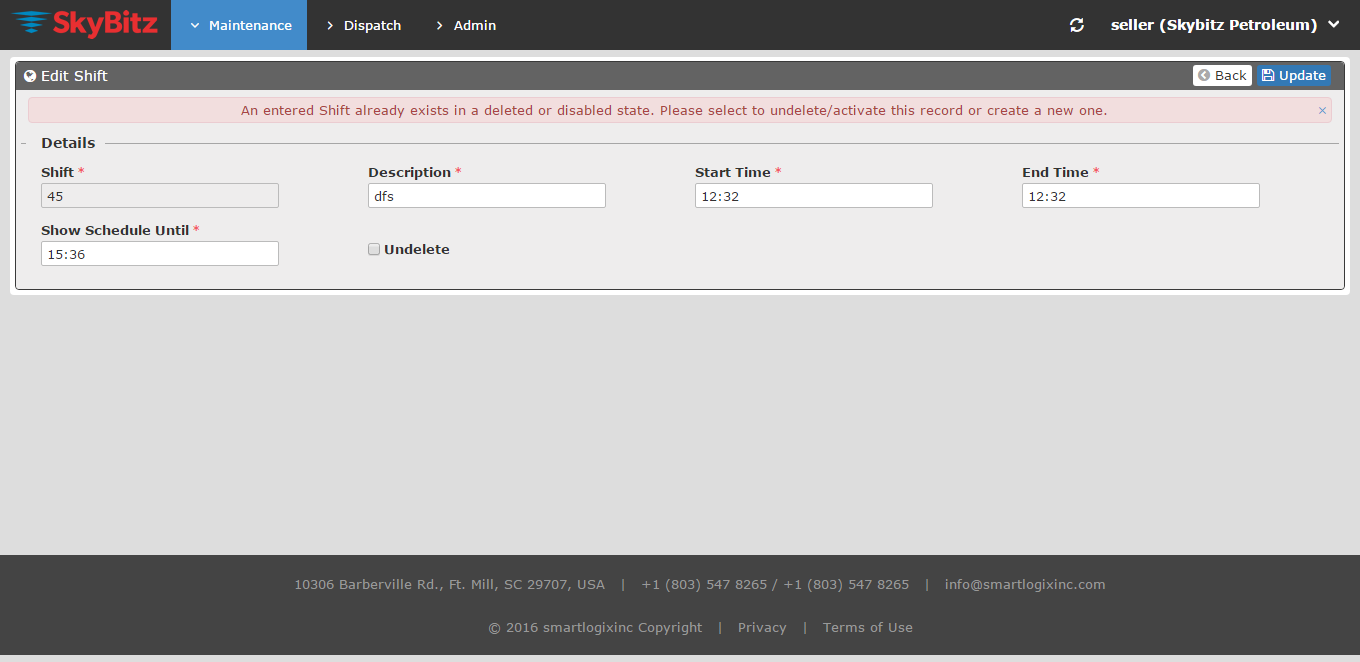 SkyBitz Maintenance Dispatch Admin seller (Skybitz Petroleum)
Edit Shift Back Update
An entered Shift already exists in a deleted or disabled state. Please select to undelete/activate this record or create a new one. ×
Details
Shift * Description * Start Time * End Time *
45 dfs 12:32 12:32
Show Schedule Until *
15:36 Undelete
10306 Barberville Rd., Ft. Mill, SC 29707, USA | +1 (803) 547 8265 / +1 (803) 547 8265 | info@smartlogixinc.com
© 2016 smartlogixinc Copyright | Privacy | Terms of Use